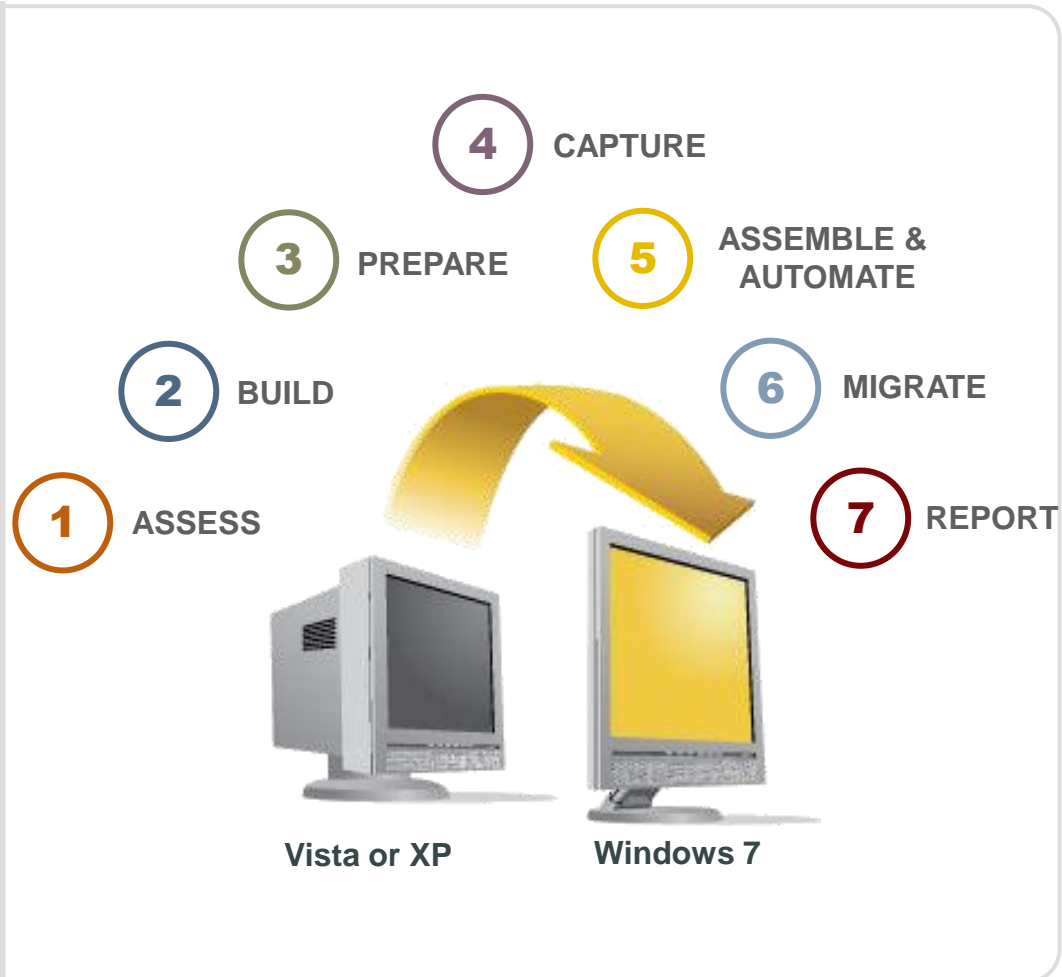 1
ASSESS
2
BUILD
3
PREPARE
4
CAPTURE
5
ASSEMBLE &
AUTOMATE
6
MIGRATE
7
REPORT
Vista or XP
Windows 7